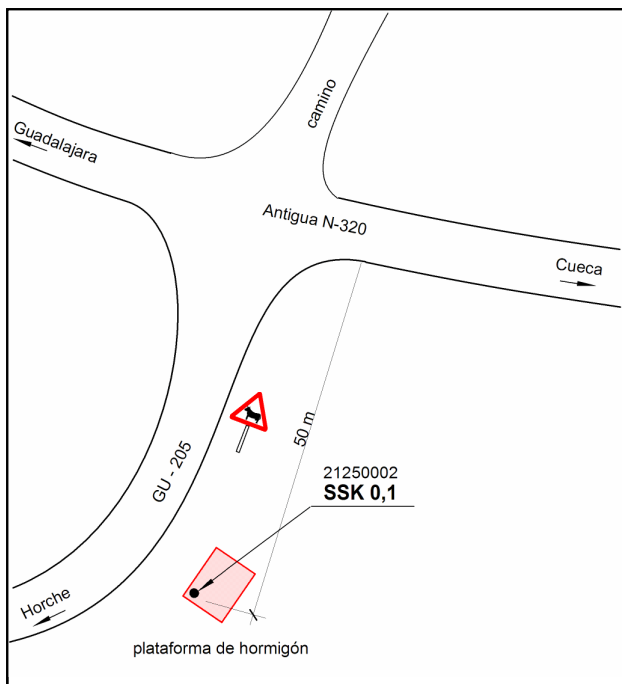 camino
Guadalajara
Antigua N-320
Cueca
50 m
GU - 205
21250002
SSK 0,1
Horche
plataforma de hormigón